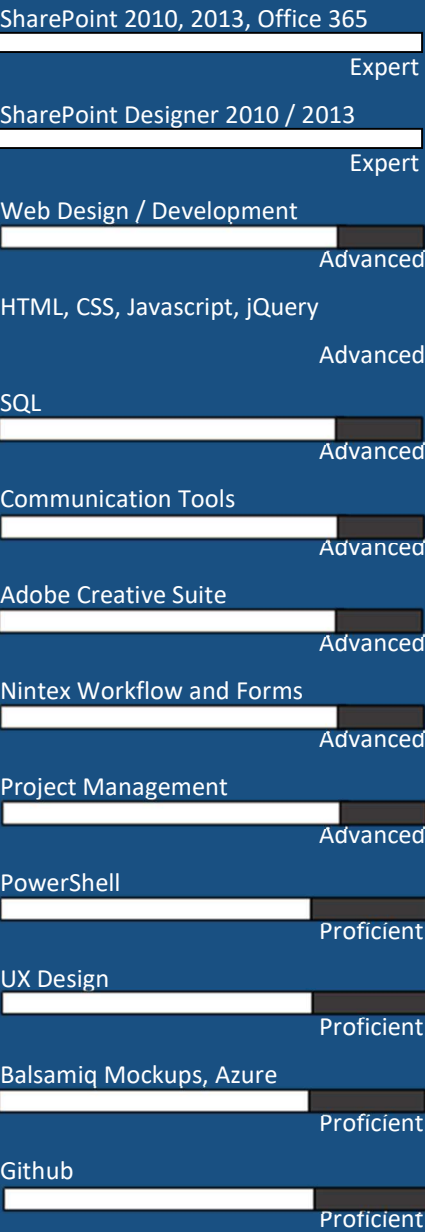 SharePoint 2010, 2013, Office 365
Expert
SharePoint Designer 2010 / 2013
Expert
Web Design / Development
Advanced
HTML, CSS, Javascript, jQuery
Advanced
SQL
Advanced
Communication Tools
Advanced
Adobe Creative Suite
Advanced
Nintex Workflow and Forms
Advanced
Project Management
Advanced
PowerShell
Proficient
UX Design
Proficient
Balsamiq Mockups, Azure
Proficient
Github
Proficient